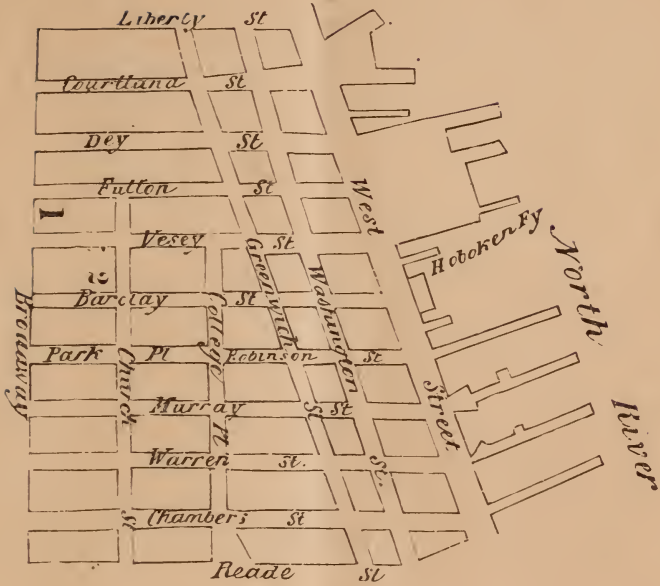 Liberty St
Courtland St
Dey St
Fulton St
1
Vesey St
2
Barclay St
Park Pl Robinson St
Murray St
Warren St.
Chambers St
Reade St
Broadway
Church St
College Pl
Greenwich St
Washington St.
West Street
Hoboken Fy
North River